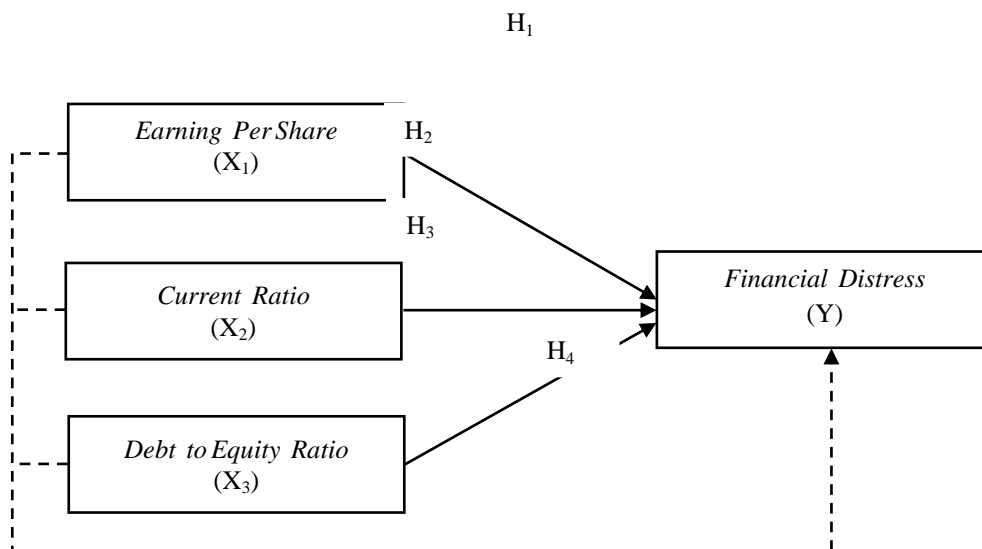 H₁
Earning Per Share
(X₁)
H₂
H₃
Current Ratio
(X₂)
Financial Distress
(Y)
H₄
Debt to Equity Ratio
(X₃)